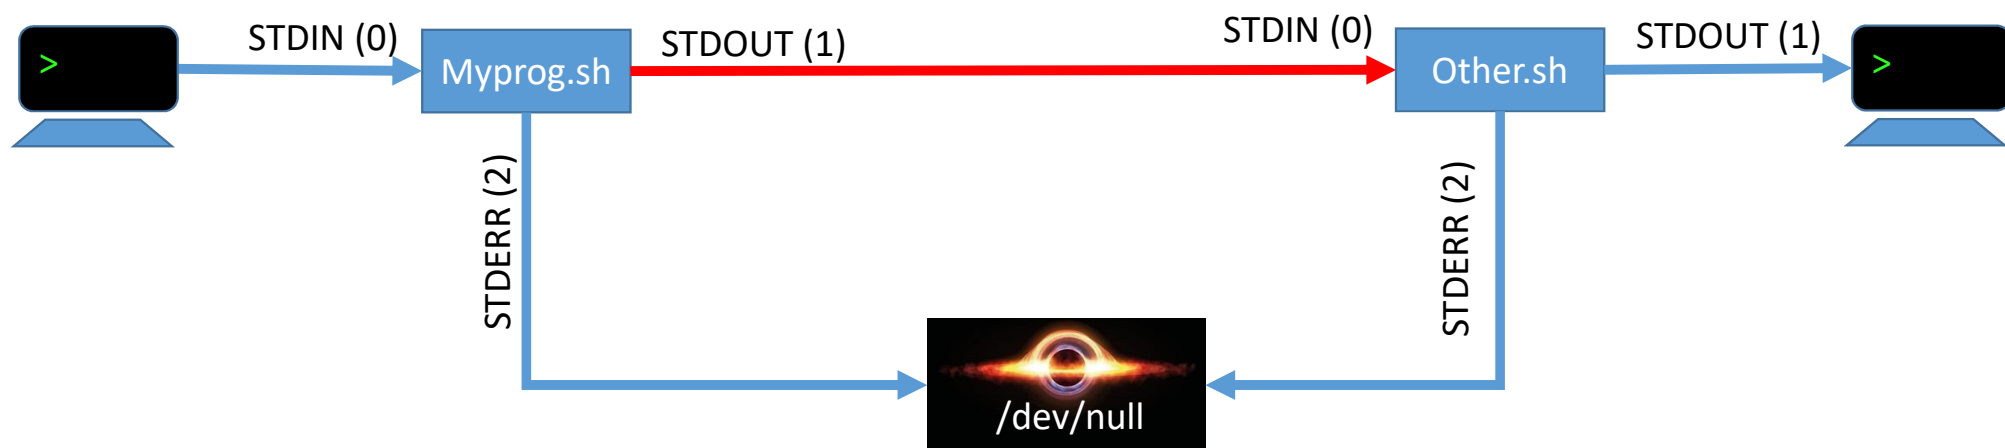 >
STDIN (0)
Myprog.sh
STDOUT (1)
STDIN (0)
Other.sh
STDOUT (1)
>
STDERR (2)
STDERR (2)
/dev/null